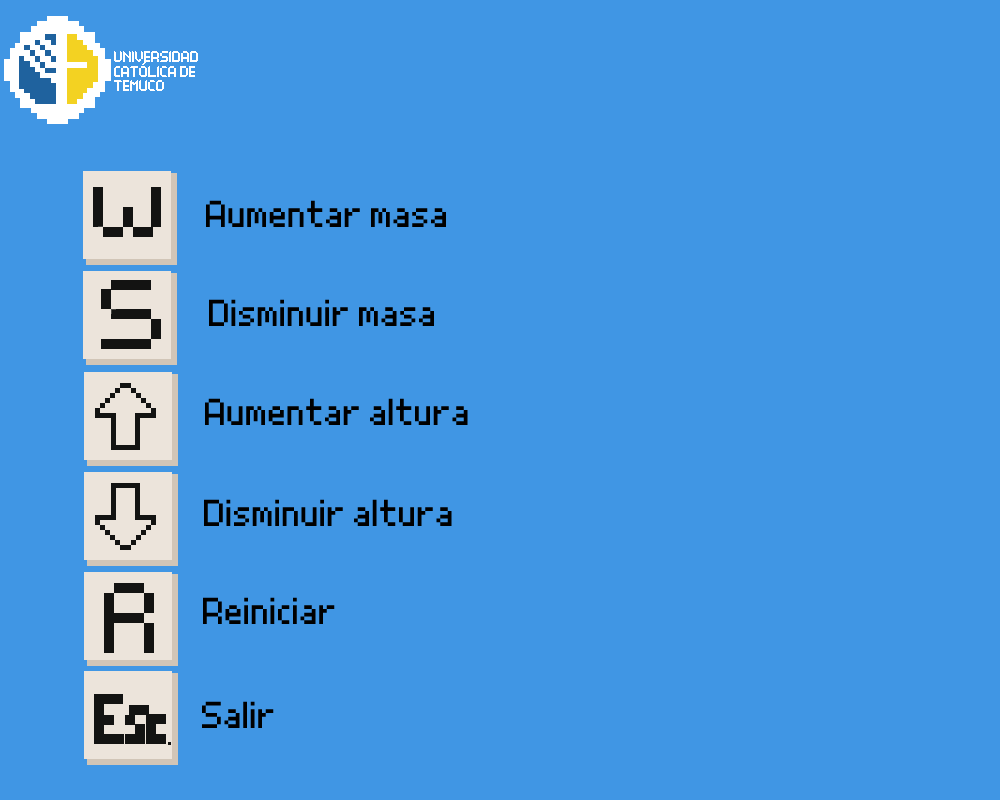 UNIVERSIDAD
CATÓLICA DE
TEMUCO
W Aumentar masa
S Disminuir masa
Aumentar altura
Disminuir altura
R Reiniciar
Esc. Salir